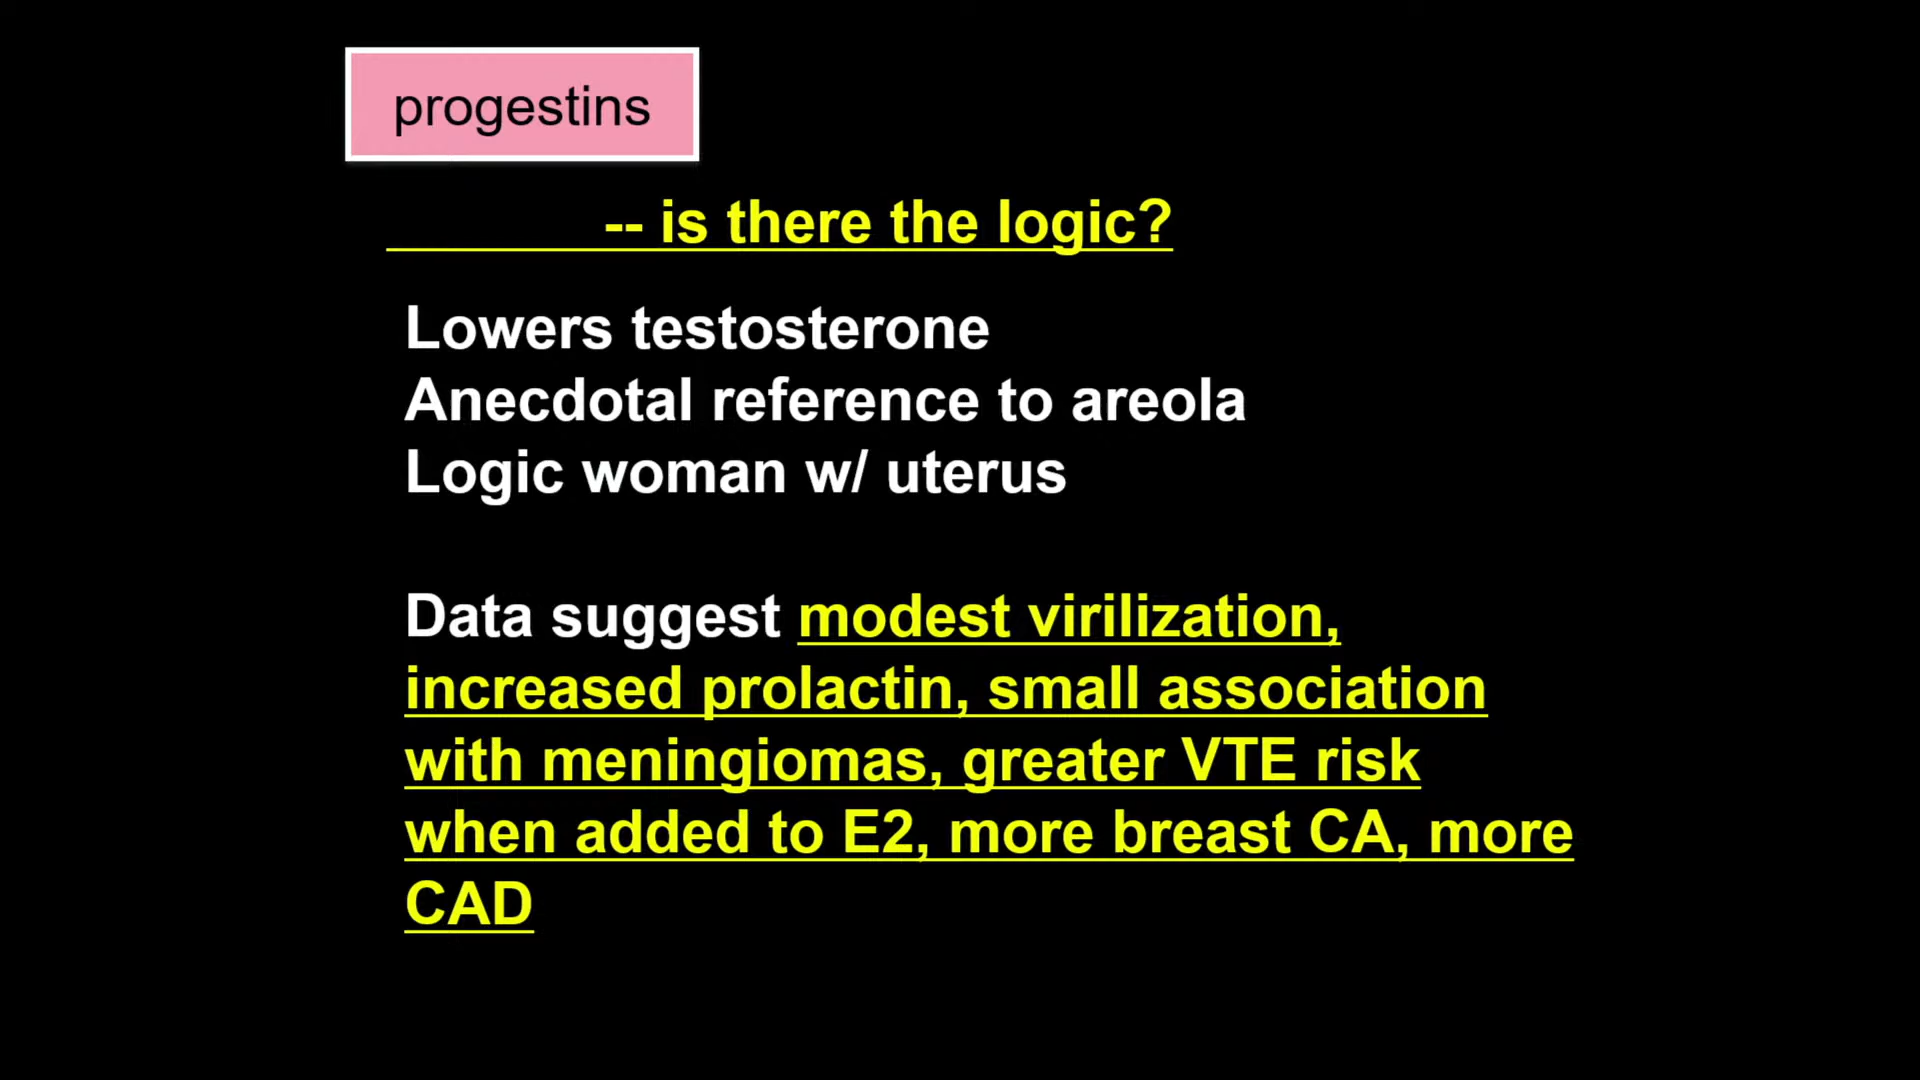 progestins
-- is there the logic?
Lowers testosterone
Anecdotal reference to areola
Logic woman w/ uterus
Data suggest modest virilization,
increased prolactin, small association
with meningiomas, greater VTE risk
when added to E2, more breast CA, more
CAD